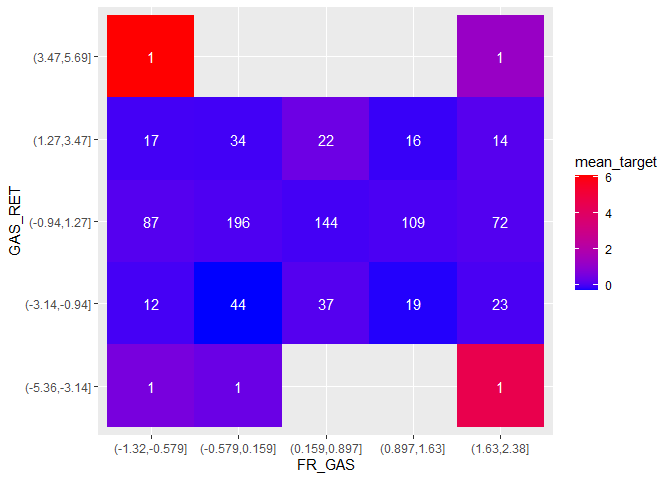 GAS_RET
(3.47,5.69] 1 1
(1.27,3.47] 17 34 22 16 14
(-0.94,1.27] 87 196 144 109 72
(-3.14,-0.94] 12 44 37 19 23
(-5.36,-3.14] 1 1 1
(-1.32,-0.579] (-0.579,0.159] (0.159,0.897] (0.897,1.63] (1.63,2.38]
FR_GAS
mean_target
6
4
2
0